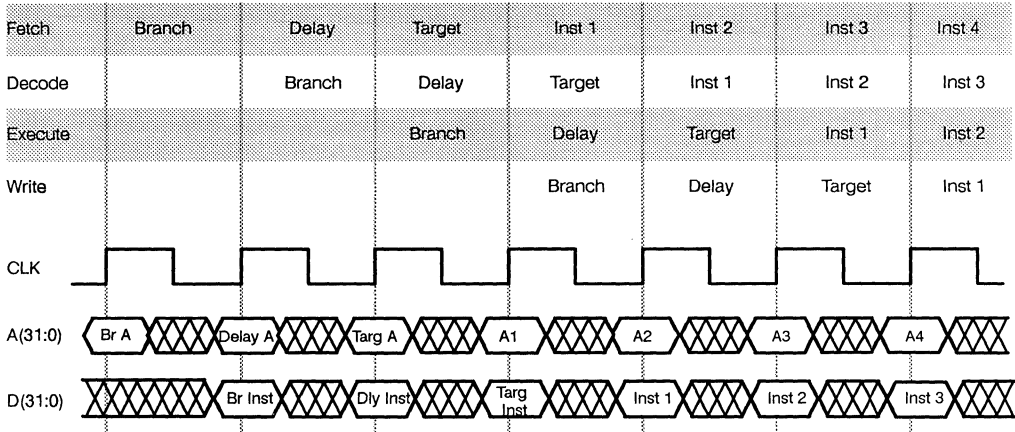 Fetch Branch Delay Target Inst 1 Inst 2 Inst 3 Inst 4
Decode Branch Delay Target Inst 1 Inst 2 Inst 3
Execute Branch Delay Target Inst 1 Inst 2
Write Branch Delay Target Inst 1
CLK
A(31:0) Br A Delay A Targ A A1 A2 A3 A4
D(31:0) Br Inst Dly Inst Targ Inst Inst 1 Inst 2 Inst 3